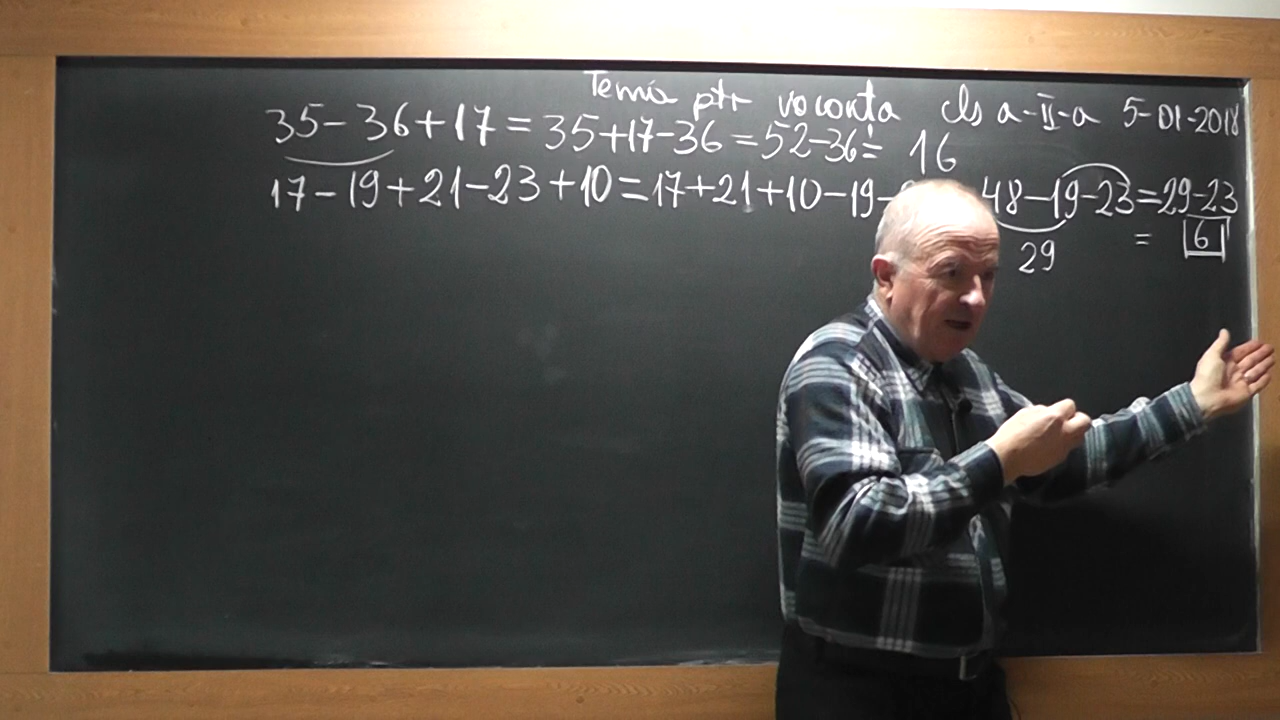 Temă ptr vacanta cls a-II-a 5-01-2018
35-36+17=35+17-36=52-36= 16
17-19+21-23+10=17+21+10-19- 48-19-23=29-23
29 = 6